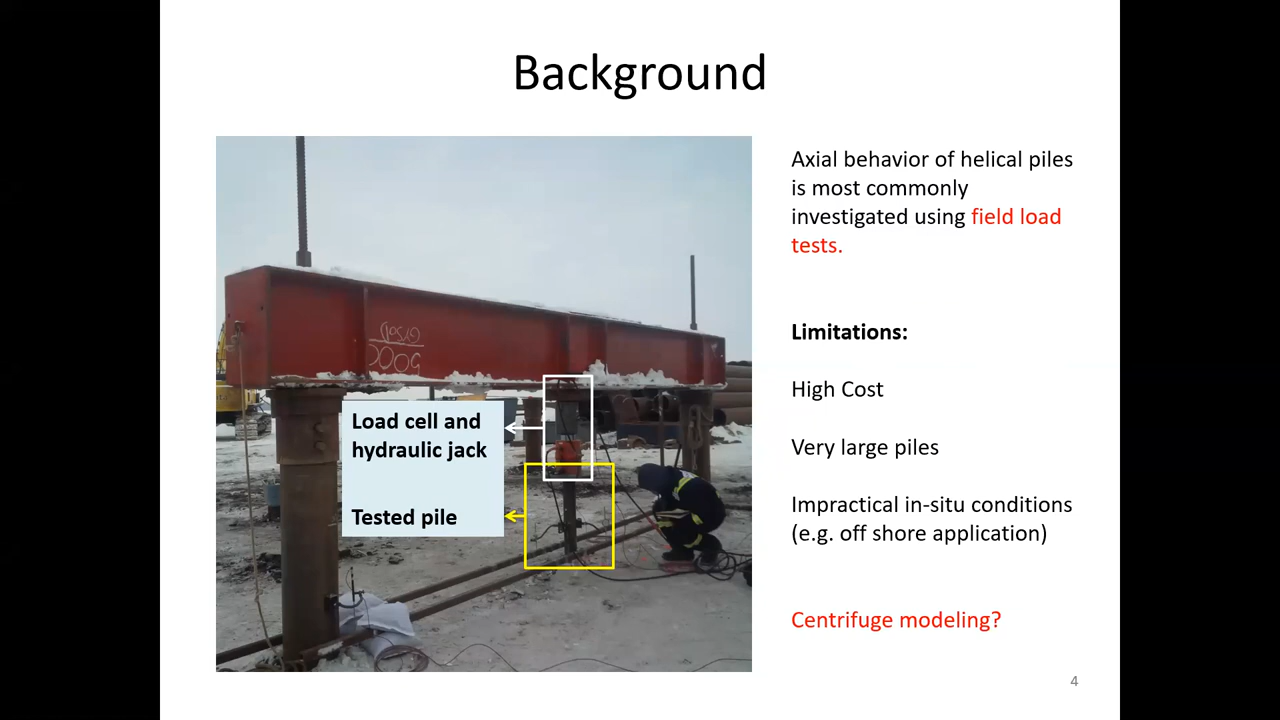 Background
Load cell and
hydraulic jack
Tested pile
Axial behavior of helical piles
is most commonly
investigated using field load
tests.
Limitations:
High Cost
Very large piles
Impractical in-situ conditions
(e.g. off shore application)
Centrifuge modeling?
4